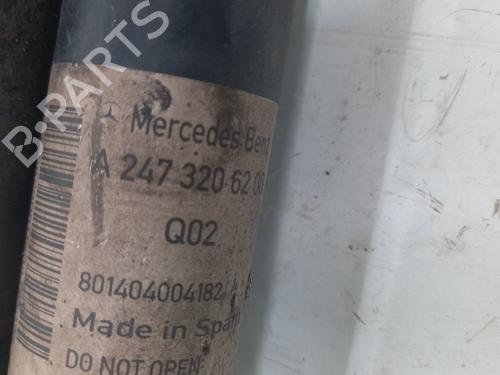 B-PARTS
Mercedes Benz
A 247 320 62 00
Q02
801404004182
Made in Spain
DO NOT OPEN